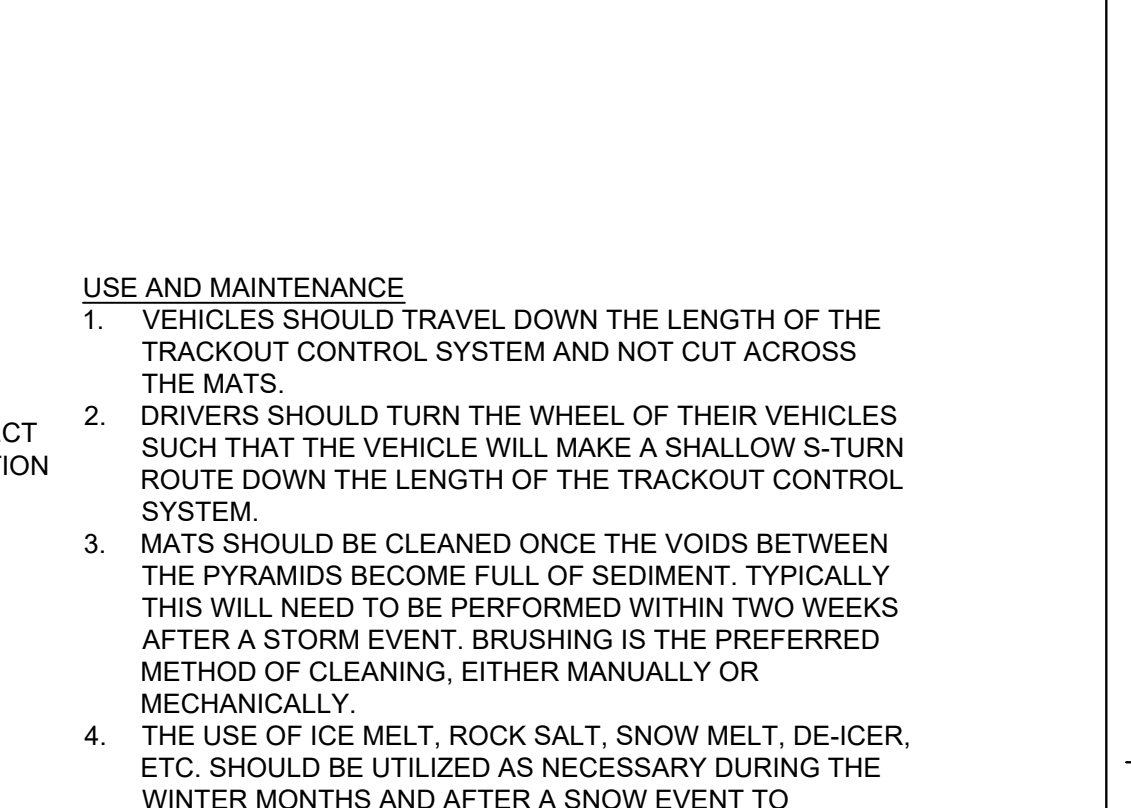 USE AND MAINTENANCE
1. VEHICLES SHOULD TRAVEL DOWN THE LENGTH OF THE
TRACKOUT CONTROL SYSTEM AND NOT CUT ACROSS
THE MATS.
2. DRIVERS SHOULD TURN THE WHEEL OF THEIR VEHICLES
SUCH THAT THE VEHICLE WILL MAKE A SHALLOW S-TURN
ROUTE DOWN THE LENGTH OF THE TRACKOUT CONTROL
SYSTEM.
3. MATS SHOULD BE CLEANED ONCE THE VOIDS BETWEEN
THE PYRAMIDS BECOME FULL OF SEDIMENT. TYPICALLY
THIS WILL NEED TO BE PERFORMED WITHIN TWO WEEKS
AFTER A STORM EVENT. BRUSHING IS THE PREFERRED
METHOD OF CLEANING, EITHER MANUALLY OR
MECHANICALLY.
4. THE USE OF ICE MELT, ROCK SALT, SNOW MELT, DE-ICER,
ETC. SHOULD BE UTILIZED AS NECESSARY DURING THE
WINTER MONTHS AND AFTER A SNOW EVENT TO